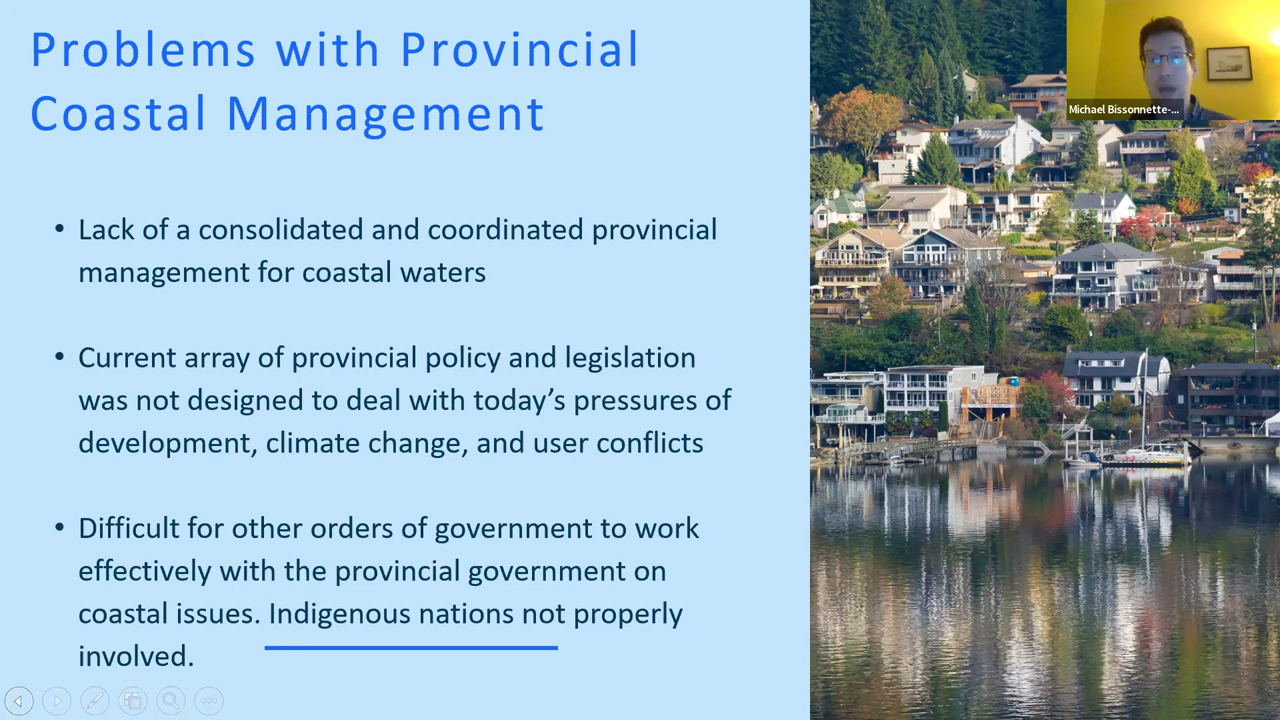 Problems with Provincial
Coastal Management
• Lack of a consolidated and coordinated provincial
management for coastal waters
• Current array of provincial policy and legislation
was not designed to deal with today’s pressures of
development, climate change, and user conflicts
• Difficult for other orders of government to work
effectively with the provincial government on
coastal issues. Indigenous nations not properly
involved.
Michael Bissonnette-...